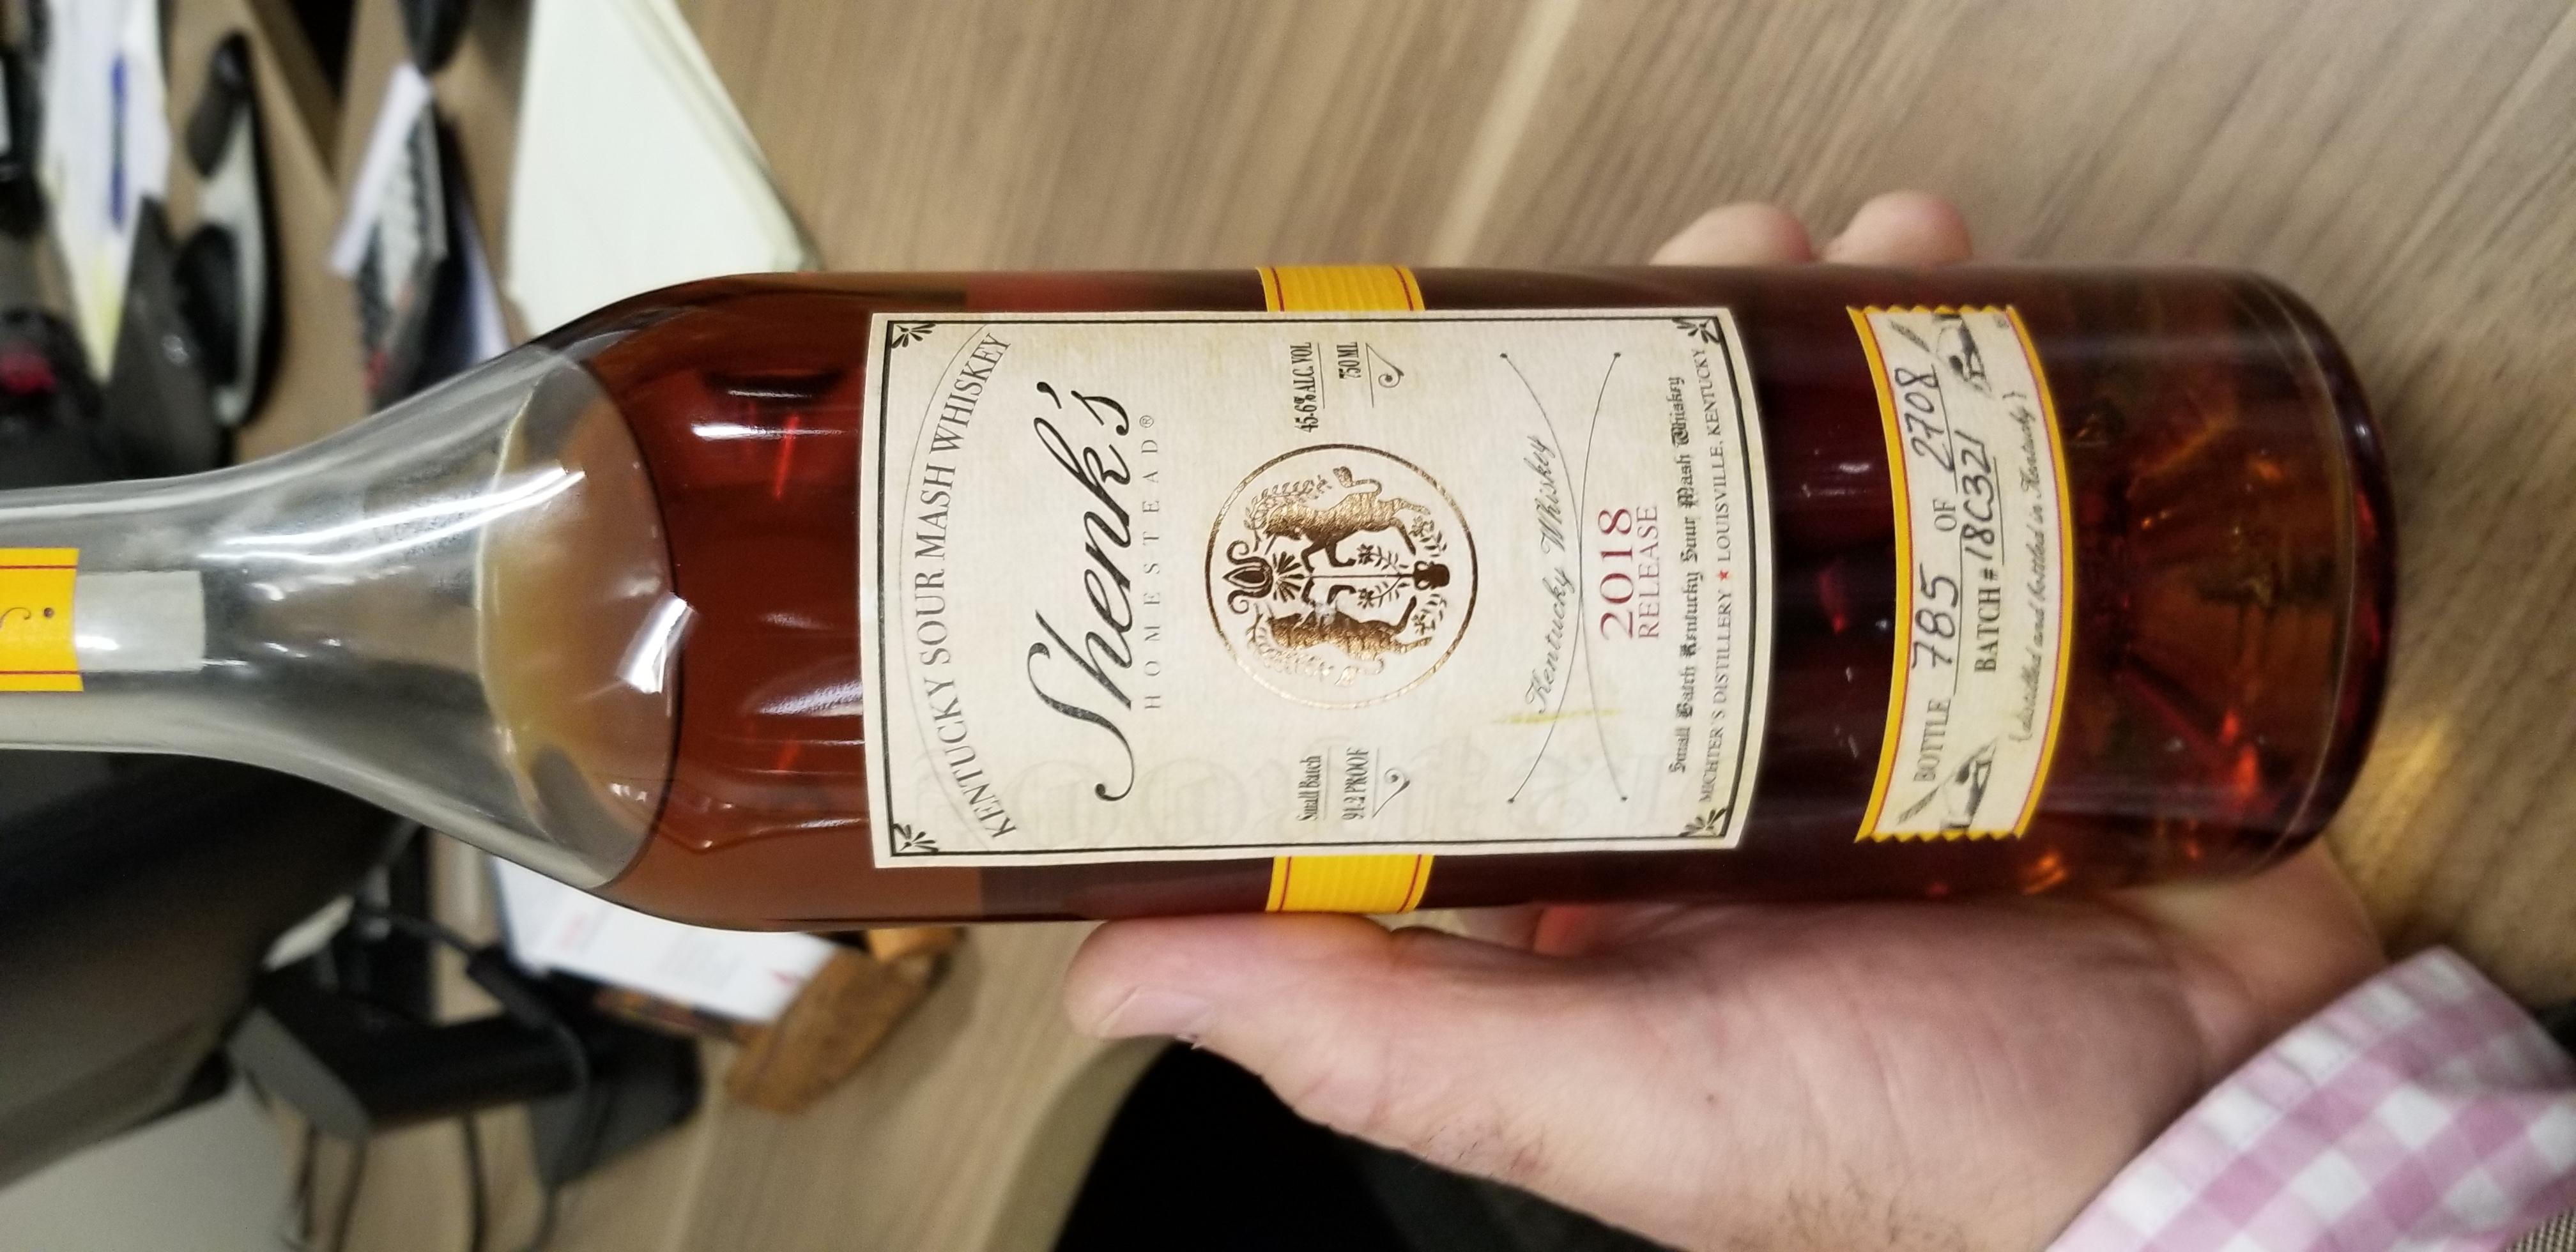 KENTUCKY SOUR MASH WHISKEY
Shenk's
HOMESTEAD®
Small Batch
91.2 PROOF
45.6% ALC. VOL
750 ML
Kentucky Whiskey
2018
RELEASE
Small Batch Kentucky Sour Mash Whiskey
MICHTER'S DISTILLERY ★ LOUISVILLE, KENTUCKY
BOTTLE 785 OF 2708
BATCH # 18C321
{distilled and bottled in Kentucky}